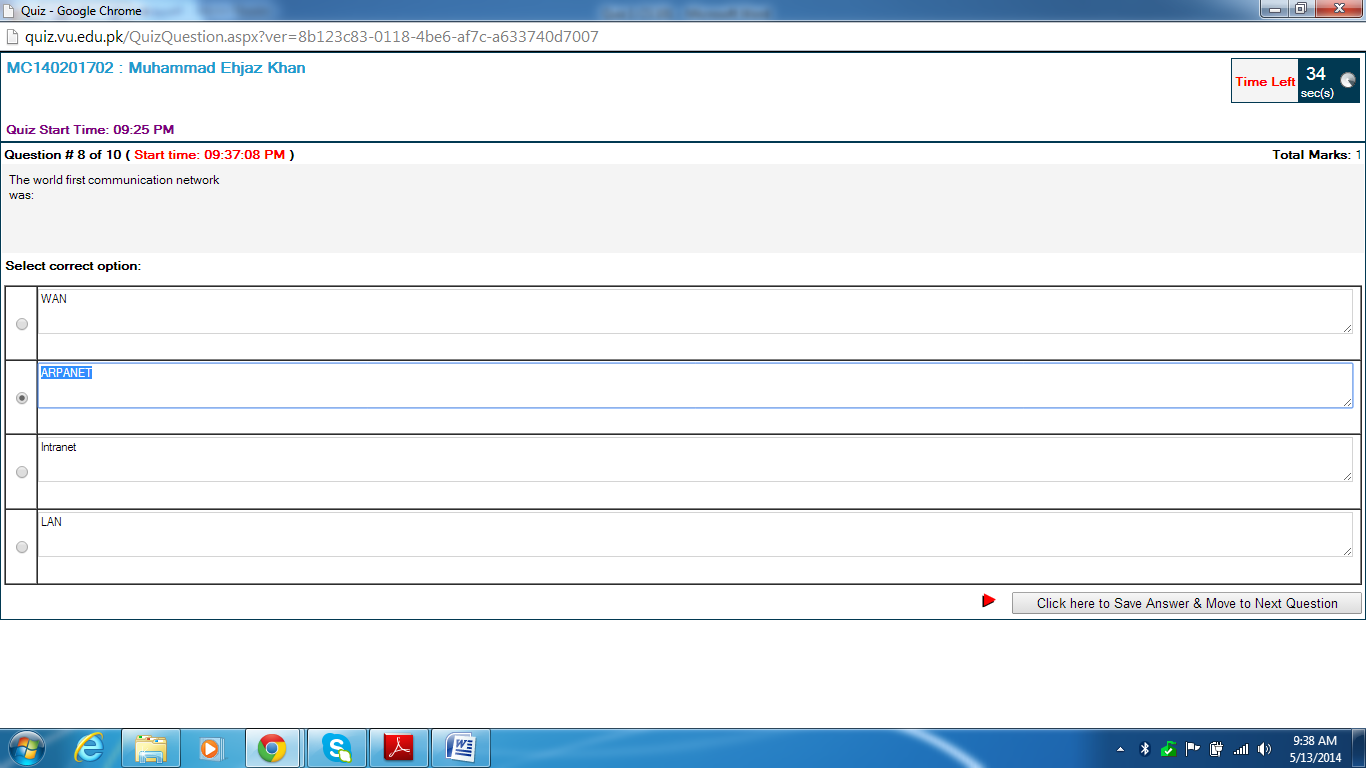 Quiz - Google Chrome
quiz.vu.edu.pk/QuizQuestion.aspx?ver=8b123c83-0118-4be6-af7c-a633740d7007
MC140201702 : Muhammad Ehjaz Khan
Time Left 34 sec(s)
Quiz Start Time: 09:25 PM
Question # 8 of 10 ( Start time: 09:37:08 PM ) Total Marks: 1
The world first communication network
was:
Select correct option:
WAN
ARPANET
Intranet
LAN
Click here to Save Answer & Move to Next Question
9:38 AM
5/13/2014